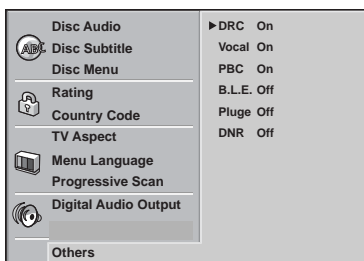 Disc Audio
Disc Subtitle
Disc Menu
Rating
Country Code
TV Aspect
Menu Language
Progressive Scan
Digital Audio Output
Others
ABC
DRC On
Vocal On
PBC On
B.L.E. Off
Pluge Off
DNR Off